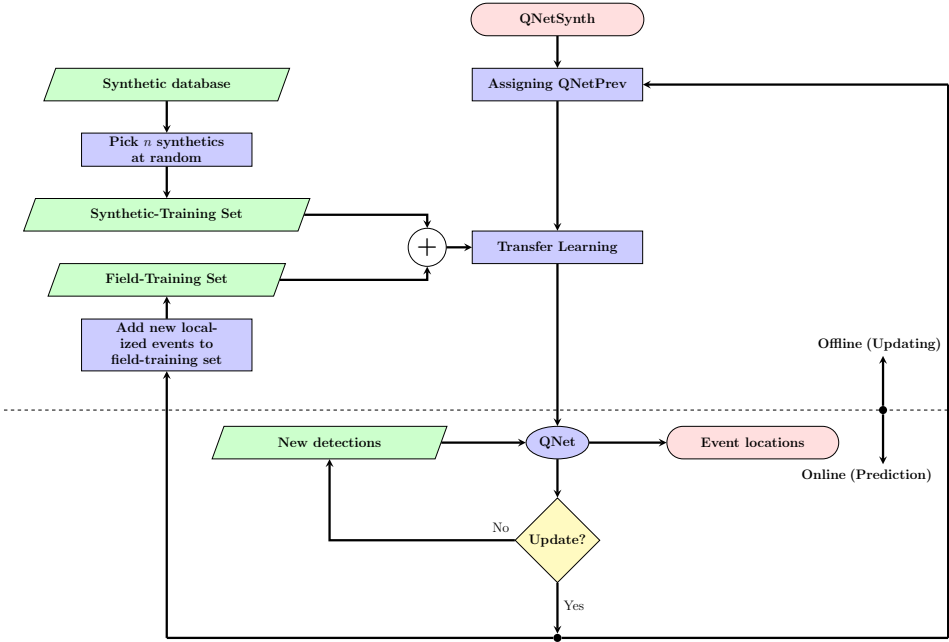 QNetSynth
Synthetic database
Assigning QNetPrev
Pick n synthetics
at random
Synthetic-Training Set
+
Transfer Learning
Field-Training Set
Add new local-
ized events to
field-training set
Offline (Updating)
New detections
QNet
Event locations
Online (Prediction)
No
Update?
Yes